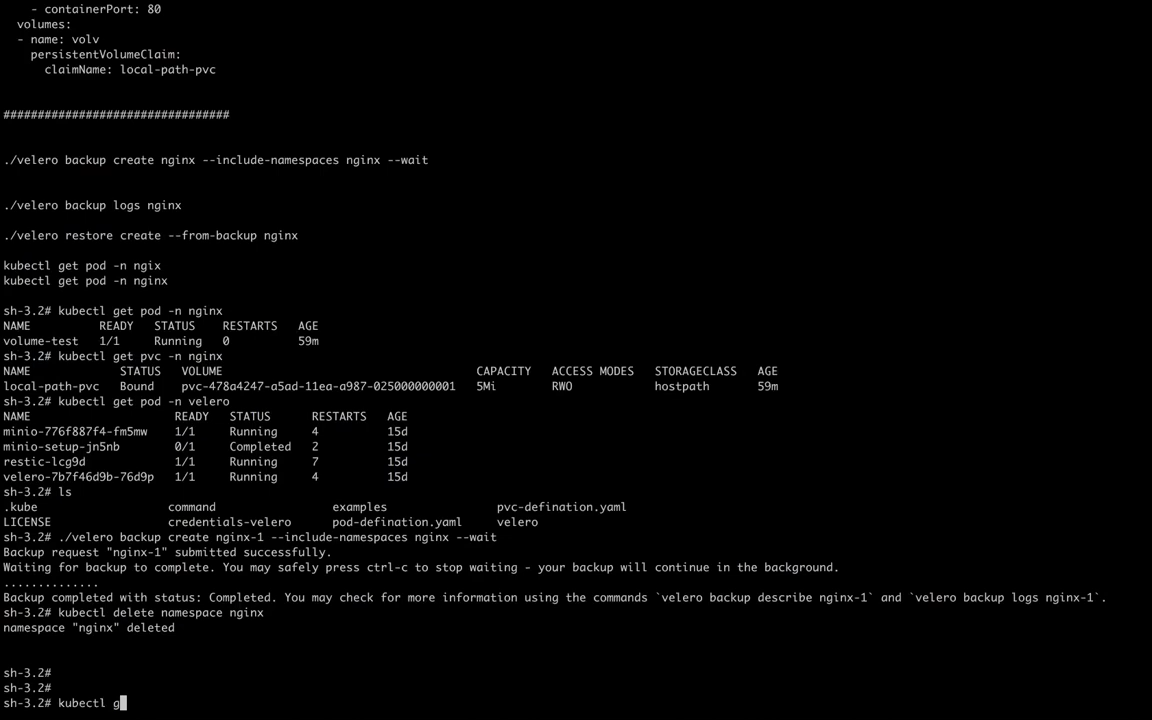 - containerPort: 80
  volumes:
  - name: volv
    persistentVolumeClaim:
      claimName: local-path-pvc
#################################
./velero backup create nginx --include-namespaces nginx --wait
./velero backup logs nginx
./velero restore create --from-backup nginx
kubectl get pod -n ngix
kubectl get pod -n nginx
sh-3.2# kubectl get pod -n nginx
NAME          READY   STATUS    RESTARTS   AGE
volume-test   1/1     Running   0          59m
sh-3.2# kubectl get pvc -n nginx
NAME             STATUS   VOLUME                                     CAPACITY   ACCESS MODES   STORAGECLASS   AGE
local-path-pvc   Bound    pvc-478a4247-a5ad-11ea-a987-025000000001   5Mi        RWO            hostpath       59m
sh-3.2# kubectl get pod -n velero
NAME                      READY   STATUS      RESTARTS   AGE
minio-776f887f4-fm5mw     1/1     Running     4          15d
minio-setup-jn5nb         0/1     Completed   2          15d
restic-lcg9d              1/1     Running     7          15d
velero-7b7f46d9b-76d9p    1/1     Running     4          15d
sh-3.2# ls
.kube                   command                 examples                pvc-defination.yaml
LICENSE                 credentials-velero      pod-defination.yaml     velero
sh-3.2# ./velero backup create nginx-1 --include-namespaces nginx --wait
Backup request "nginx-1" submitted successfully.
Waiting for backup to complete. You may safely press ctrl-c to stop waiting - your backup will continue in the background.
..............
Backup completed with status: Completed. You may check for more information using the commands `velero backup describe nginx-1` and `velero backup logs nginx-1`.
sh-3.2# kubectl delete namespace nginx
namespace "nginx" deleted
sh-3.2#
sh-3.2#
sh-3.2# kubectl g